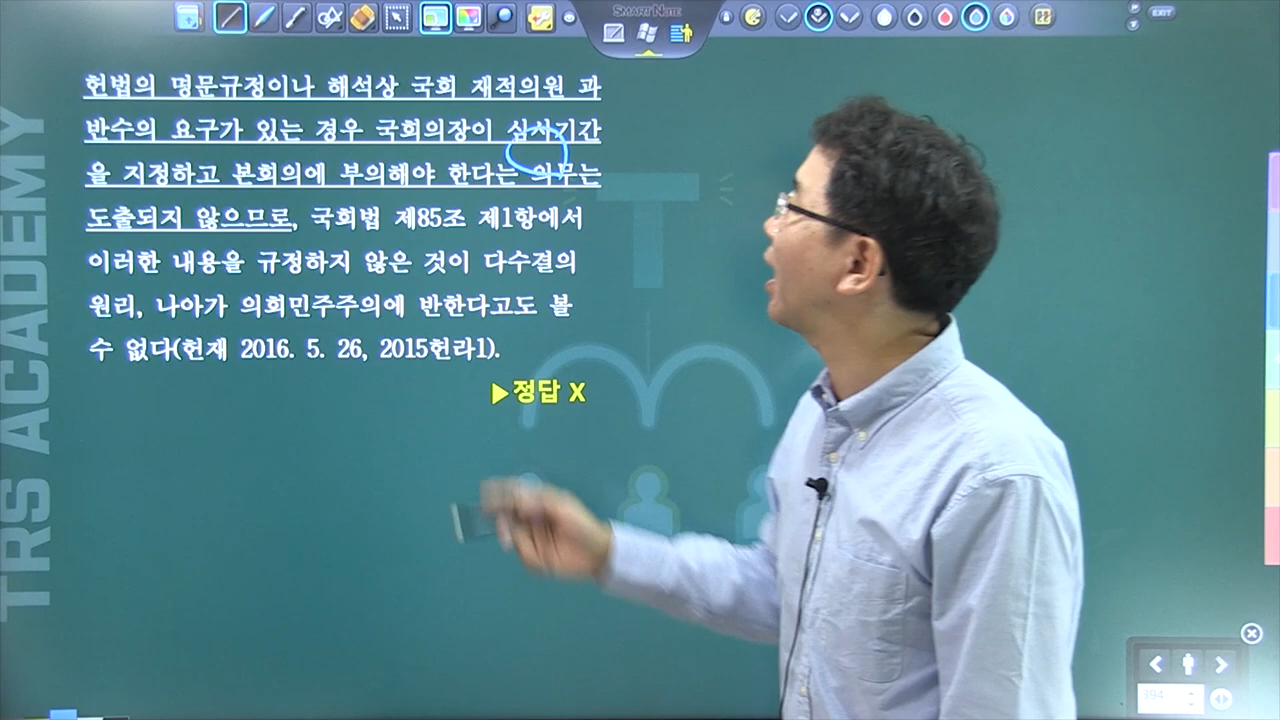 SMART NOTE
EXIT
헌법의 명문규정이나 해석상 국회 재적의원 과
반수의 요구가 있는 경우 국회의장이 심사기간
을 지정하고 본회의에 부의해야 한다는 의무는
도출되지 않으므로, 국회법 제85조 제1항에서
이러한 내용을 규정하지 않은 것이 다수결의
원리, 나아가 의회민주주의에 반한다고도 볼
수 없다(헌재 2016. 5. 26, 2015헌라1).
▶정답 X
TRS ACADEMY
394